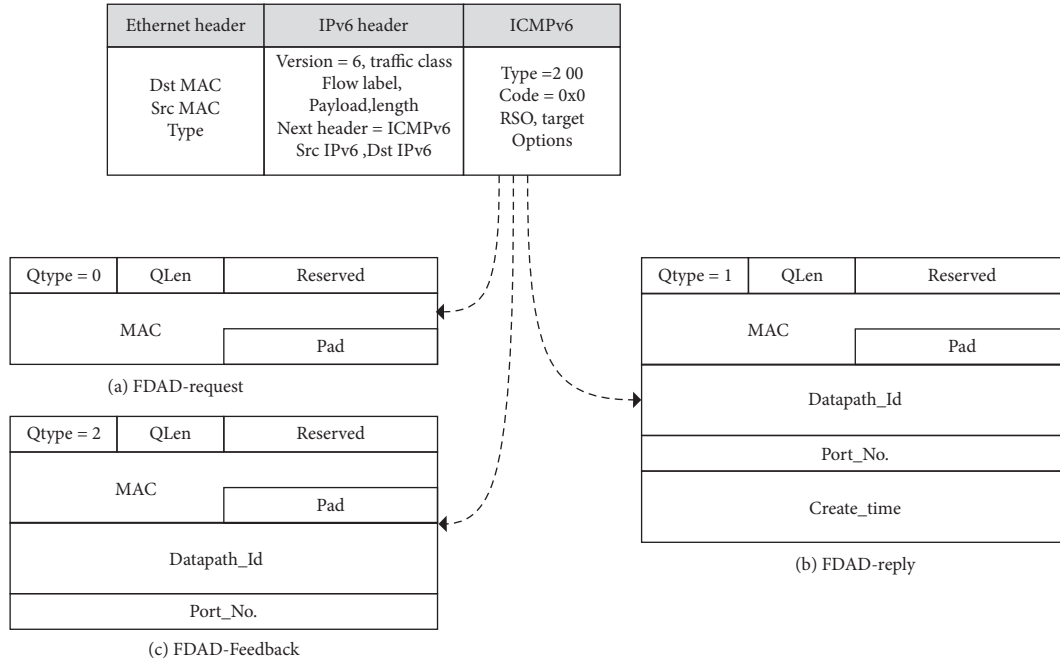 Ethernet header
IPv6 header
ICMPv6
Dst MAC
Src MAC
Type
Version = 6, traffic class
Flow label,
Payload,length
Next header = ICMPv6
Src IPv6 ,Dst IPv6
Type =2 00
Code = 0x0
RSO, target
Options
Qtype = 0
QLen
Reserved
MAC
Pad
(a) FDAD-request
Qtype = 1
QLen
Reserved
MAC
Pad
Datapath_Id
Port_No.
Create_time
(b) FDAD-reply
Qtype = 2
QLen
Reserved
MAC
Pad
Datapath_Id
Port_No.
(c) FDAD-Feedback